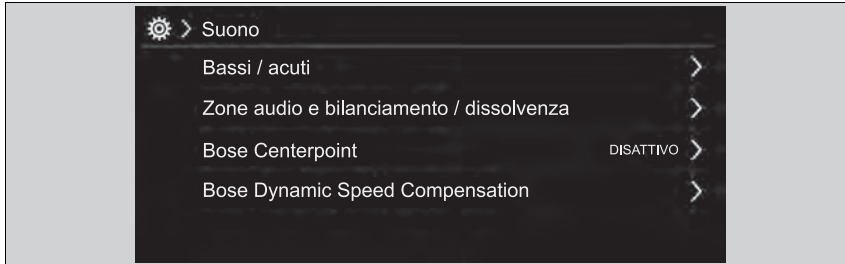 Suono
Bassi / acuti
Zone audio e bilanciamento / dissolvenza
Bose Centerpoint DISATTIVO
Bose Dynamic Speed Compensation